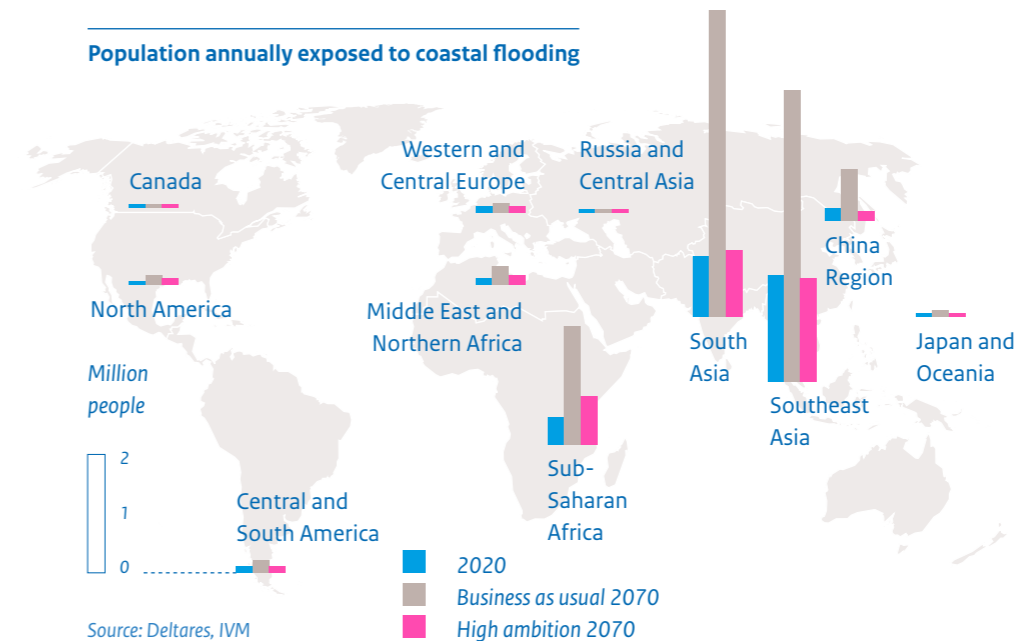 Population annually exposed to coastal flooding
Western and
Central Europe
Russia and
Central Asia
Canada
China
Region
North America
Middle East and
Northern Africa
South
Asia
Japan and
Oceania
Southeast
Asia
Sub-
Saharan
Africa
Central and
South America
Million
people
2
1
0
2020
Business as usual 2070
High ambition 2070
Source: Deltares, IVM